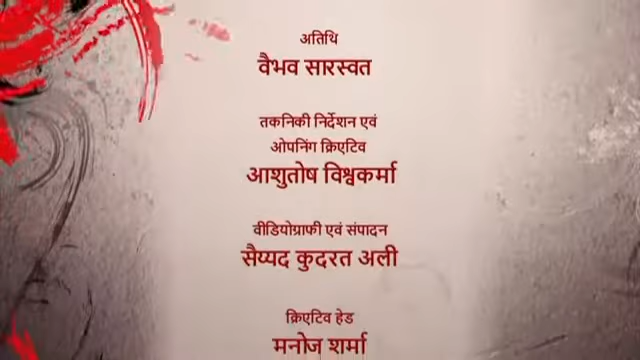 अतिथि
वैभव सारस्वत
तकनिकी निर्देशन एवं
ओपनिंग क्रिएटिव
आशुतोष विश्वकर्मा
वीडियोग्राफी एवं संपादन
सैय्यद कुदरत अली
क्रिएटिव हेड
मनोज शर्मा